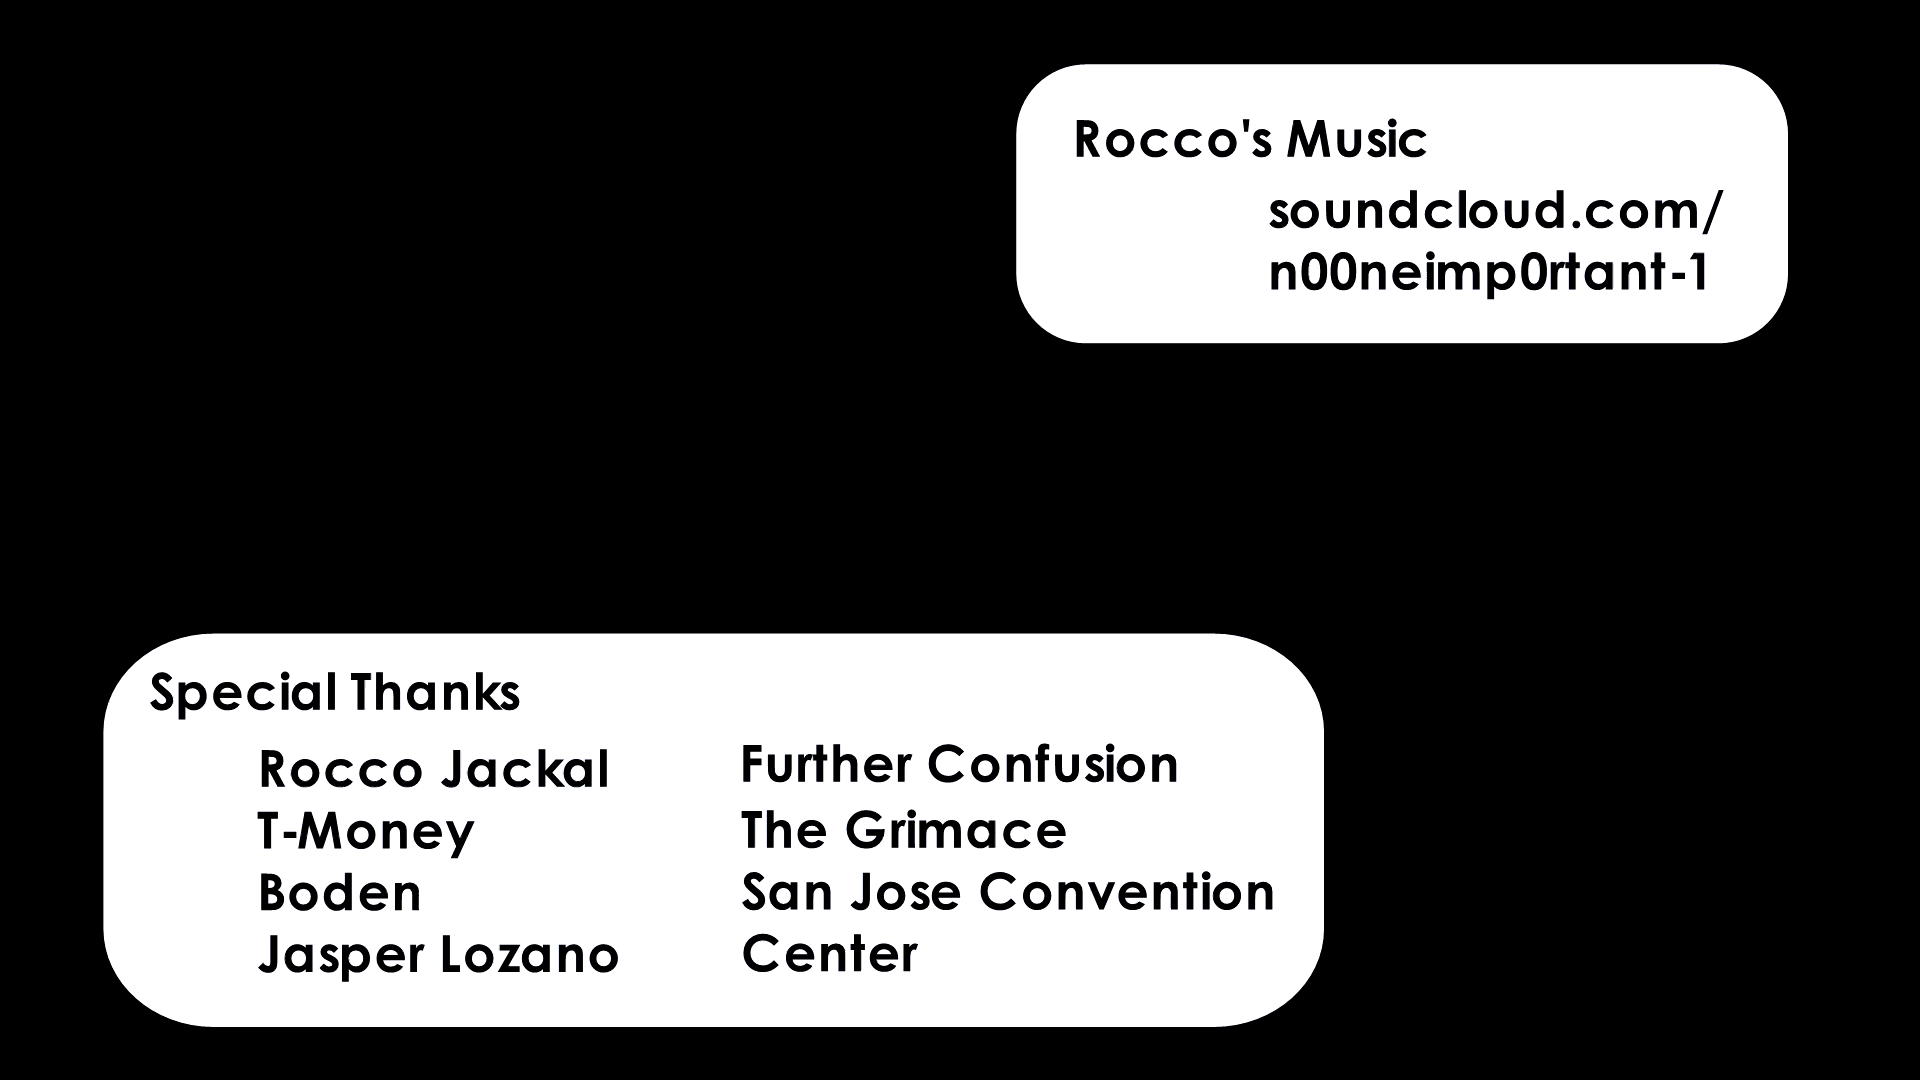 Rocco's Music
soundcloud.com/
n00neimp0rtant-1
Special Thanks
Rocco Jackal
T-Money
Boden
Jasper Lozano
Further Confusion
The Grimace
San Jose Convention
Center